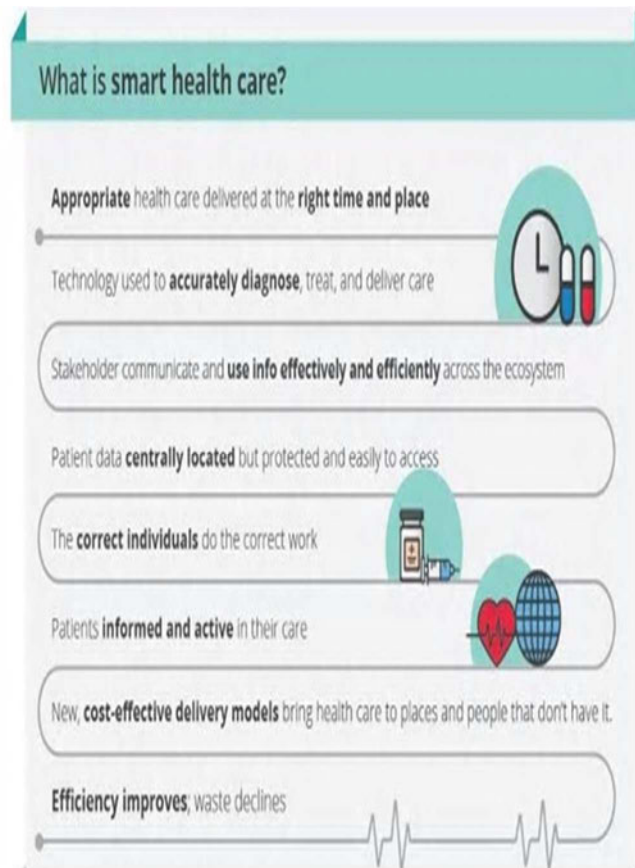 What is smart health care?
Appropriate health care delivered at the right time and place
Technology used to accurately diagnose, treat, and deliver care
Stakeholder communicate and use info effectively and efficiently across the ecosystem
Patient data centrally located but protected and easily to access
The correct individuals do the correct work
Patients informed and active in their care
New, cost-effective delivery models bring health care to places and people that don't have it.
Efficiency improves; waste declines